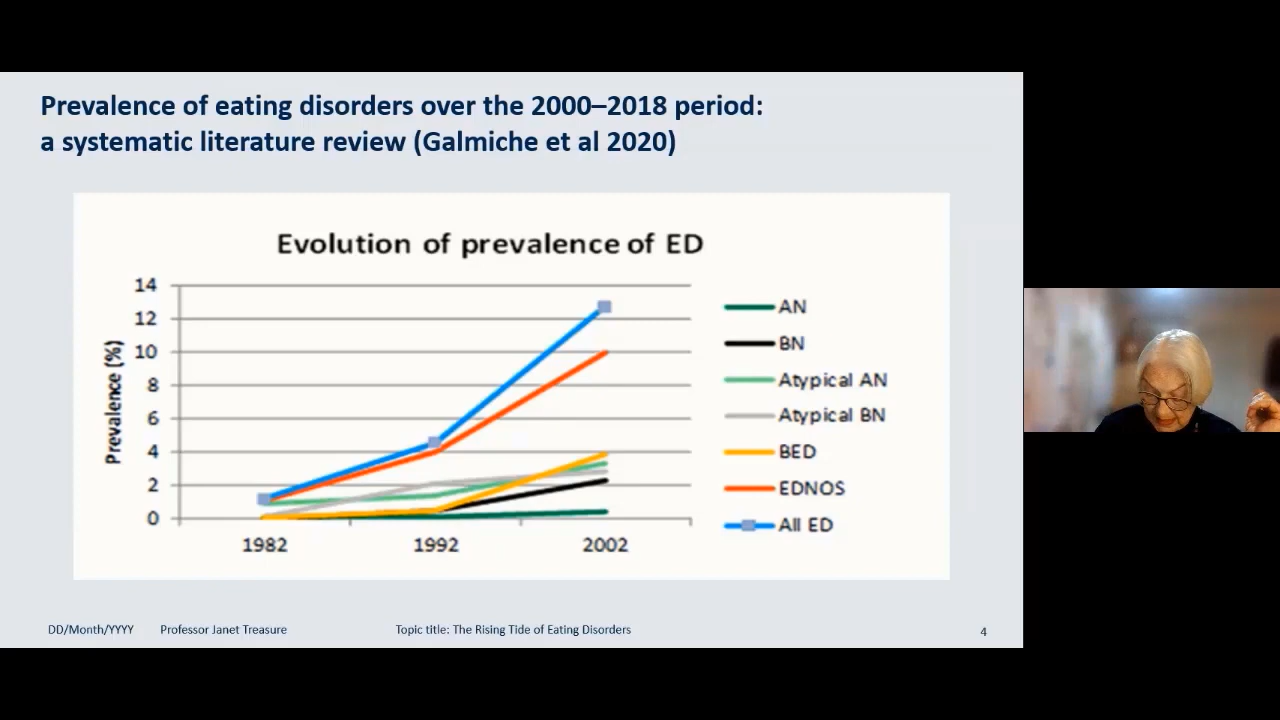 Prevalence of eating disorders over the 2000–2018 period:
a systematic literature review (Galmiche et al 2020)
Evolution of prevalence of ED
Prevalence (%)
14
12
10
8
6
4
2
0
1982 1992 2002
AN
BN
Atypical AN
Atypical BN
BED
EDNOS
All ED
DD/Month/YYYY Professor Janet Treasure Topic title: The Rising Tide of Eating Disorders 4